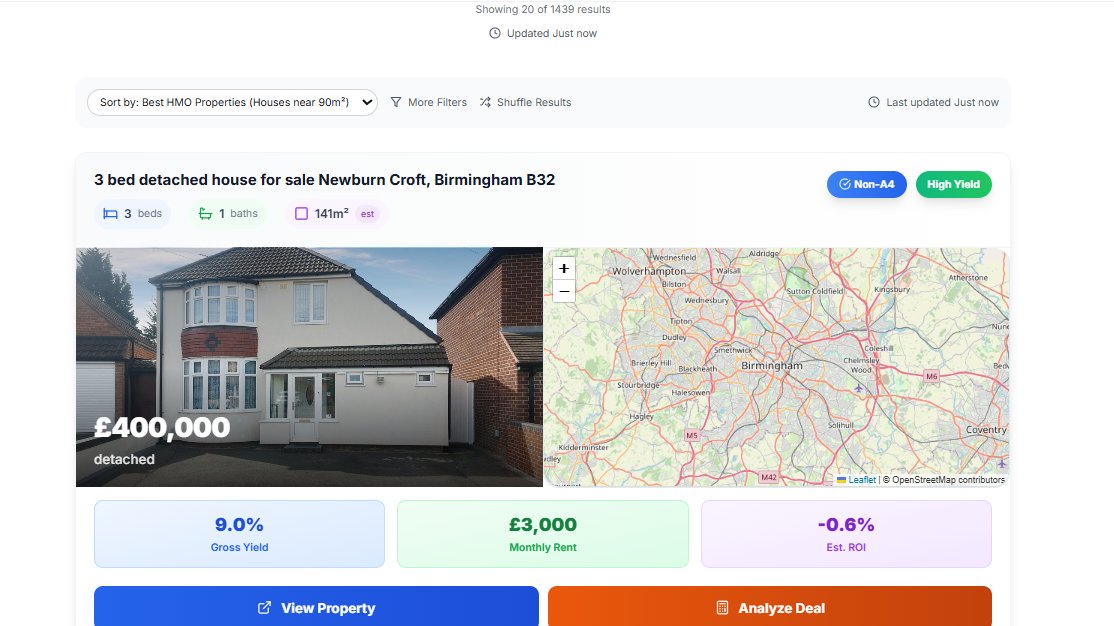 Showing 20 of 1439 results
Updated Just now
Sort by: Best HMO Properties (Houses near 90m²)
More Filters
Shuffle Results
Last updated Just now
3 bed detached house for sale Newburn Croft, Birmingham B32
Non-A4
High Yield
3 beds
1 baths
141m² est
£400,000
detached
+
−
Wednesfield
Aldridge
Wolverhampton
Walsall
Atherstone
Bilston
Sutton Coldfield
Kingsbury
Wednesbury
Tipton
Nune
Dudley
Smethwick
Coleshill
Brierley Hill
Blackheath
Birmingham
Chelmsley
Wood
Bedw
M6
Stourbridge
Halesowen
Hagley
Solihull
Coventry
M5
Kidderminster
dley
M42
Leaflet | © OpenStreetMap contributors
9.0%
Gross Yield
£3,000
Monthly Rent
-0.6%
Est. ROI
View Property
Analyze Deal